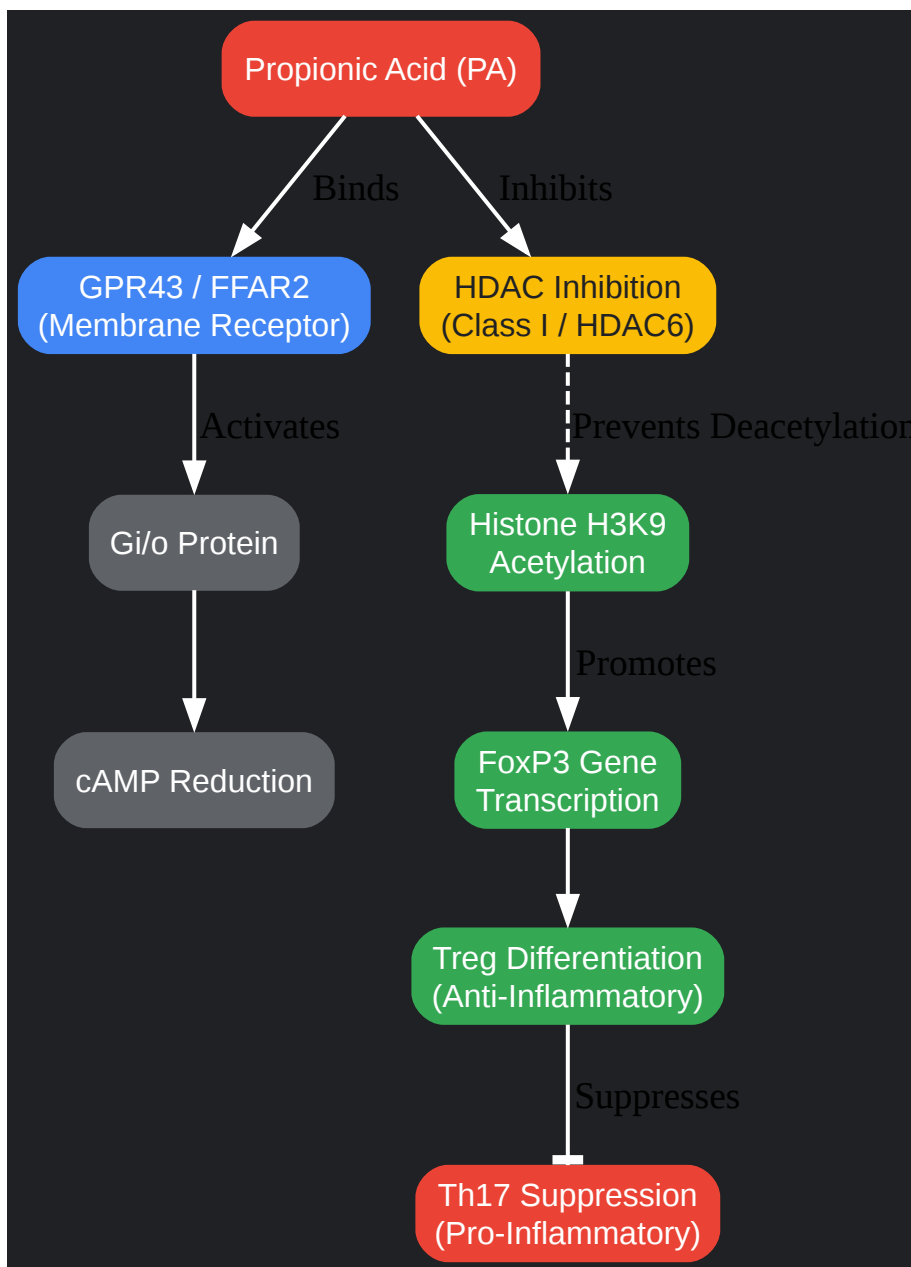 Propionic Acid (PA)
Binds
Inhibits
GPR43 / FFAR2
(Membrane Receptor)
HDAC Inhibition
(Class I / HDAC6)
Activates
Prevents Deacetylation
Gi/o Protein
Histone H3K9
Acetylation
Promotes
cAMP Reduction
FoxP3 Gene
Transcription
Treg Differentiation
(Anti-Inflammatory)
Suppresses
Th17 Suppression
(Pro-Inflammatory)